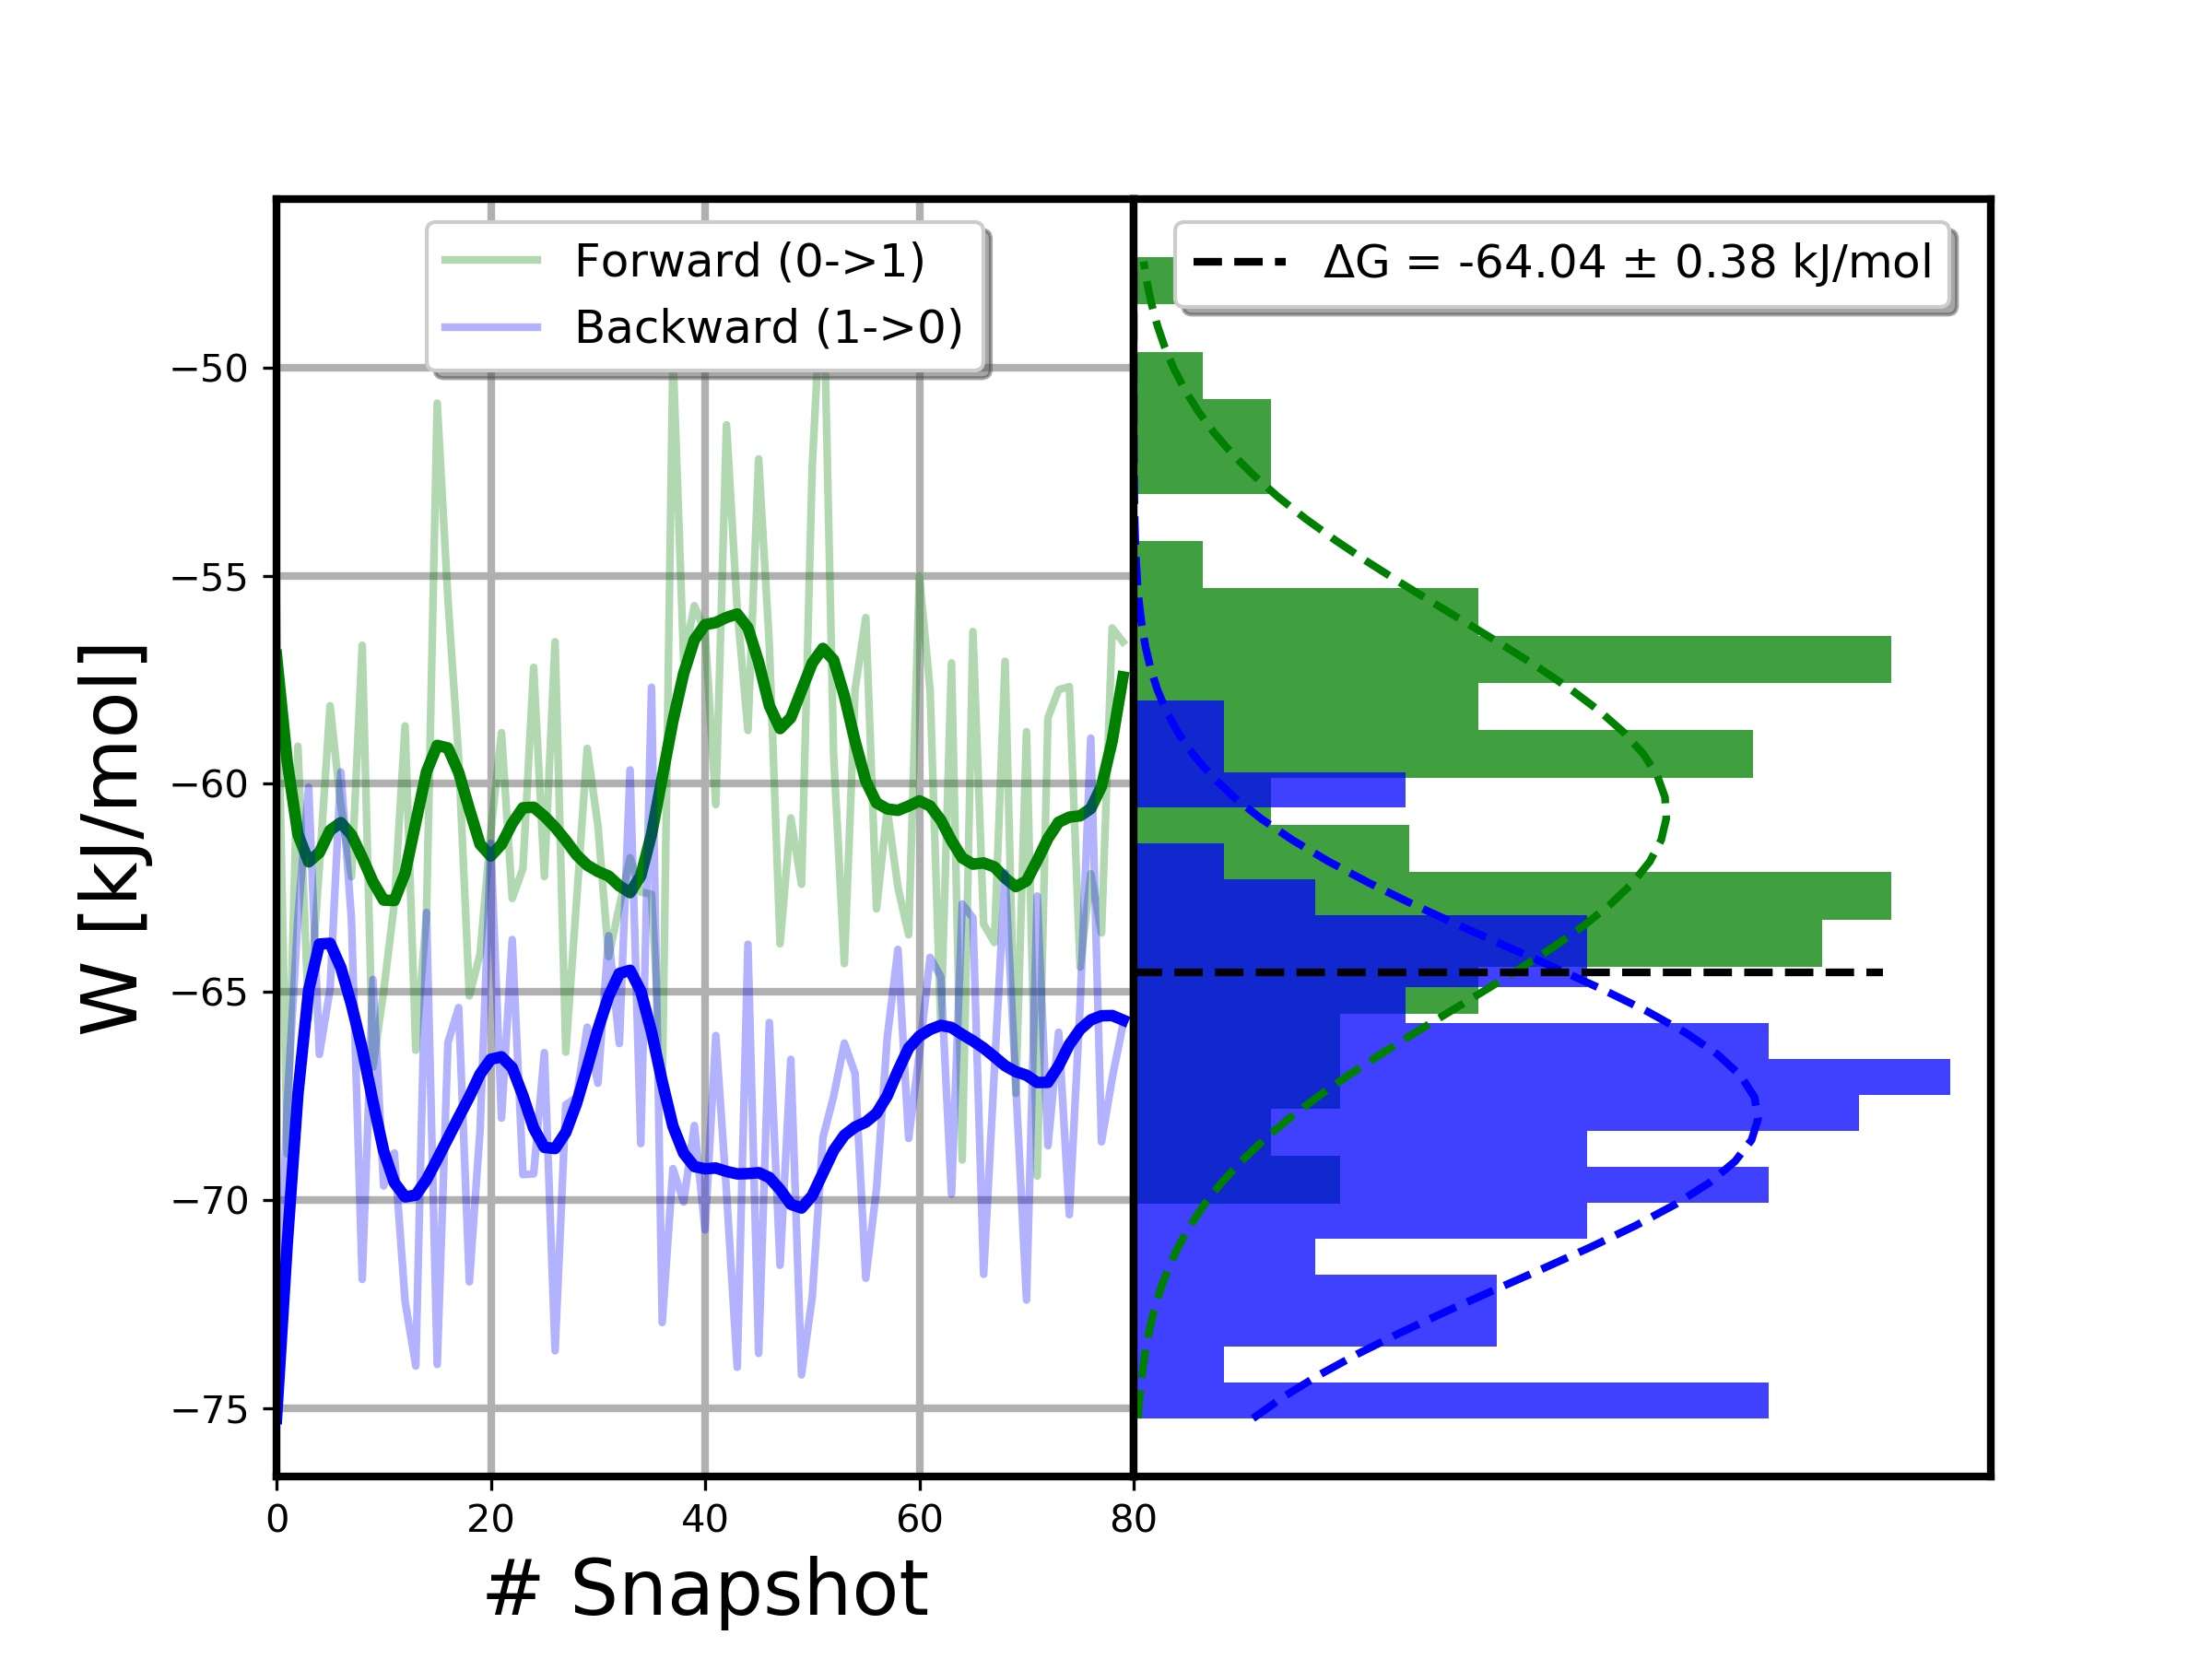 Forward (0->1)
Backward (1->0)
ΔG = -64.04 ± 0.38 kJ/mol
W [kJ/mol]
−50
−55
−60
−65
−70
−75
0 20 40 60 80
# Snapshot